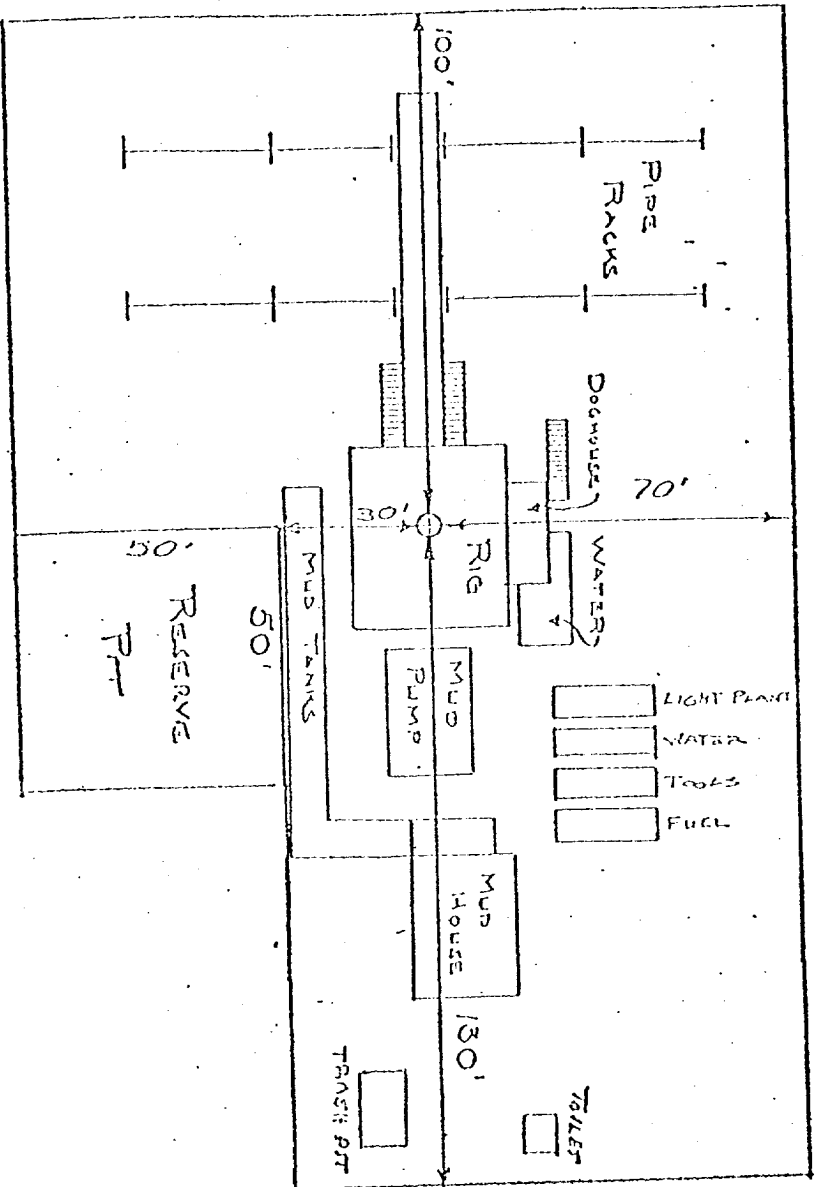 100'
PIPE
RACKS
DOGHOUSE
70'
WATER
RIG
30'
50'
RESERVE
PIT
50'
MUD TANKS
MUD
PUMP
LIGHT PLANT
WATER
TOOLS
FUEL
MUD
HOUSE
130'
TRASH PIT
TOILET